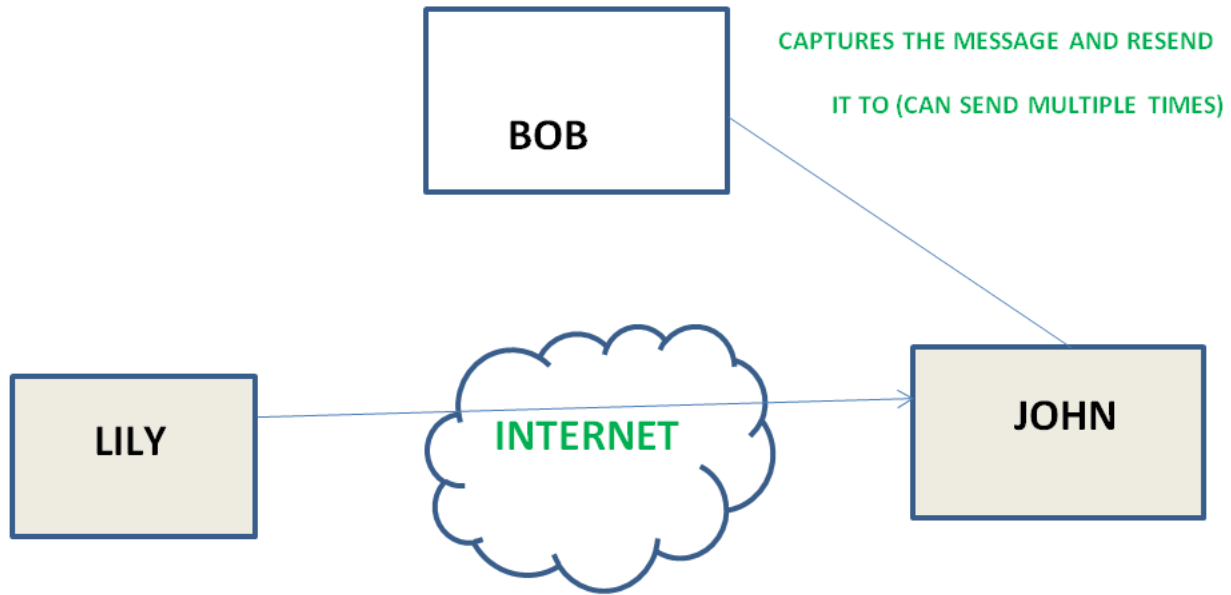 CAPTURES THE MESSAGE AND RESEND
IT TO (CAN SEND MULTIPLE TIMES)
BOB
LILY
INTERNET
JOHN